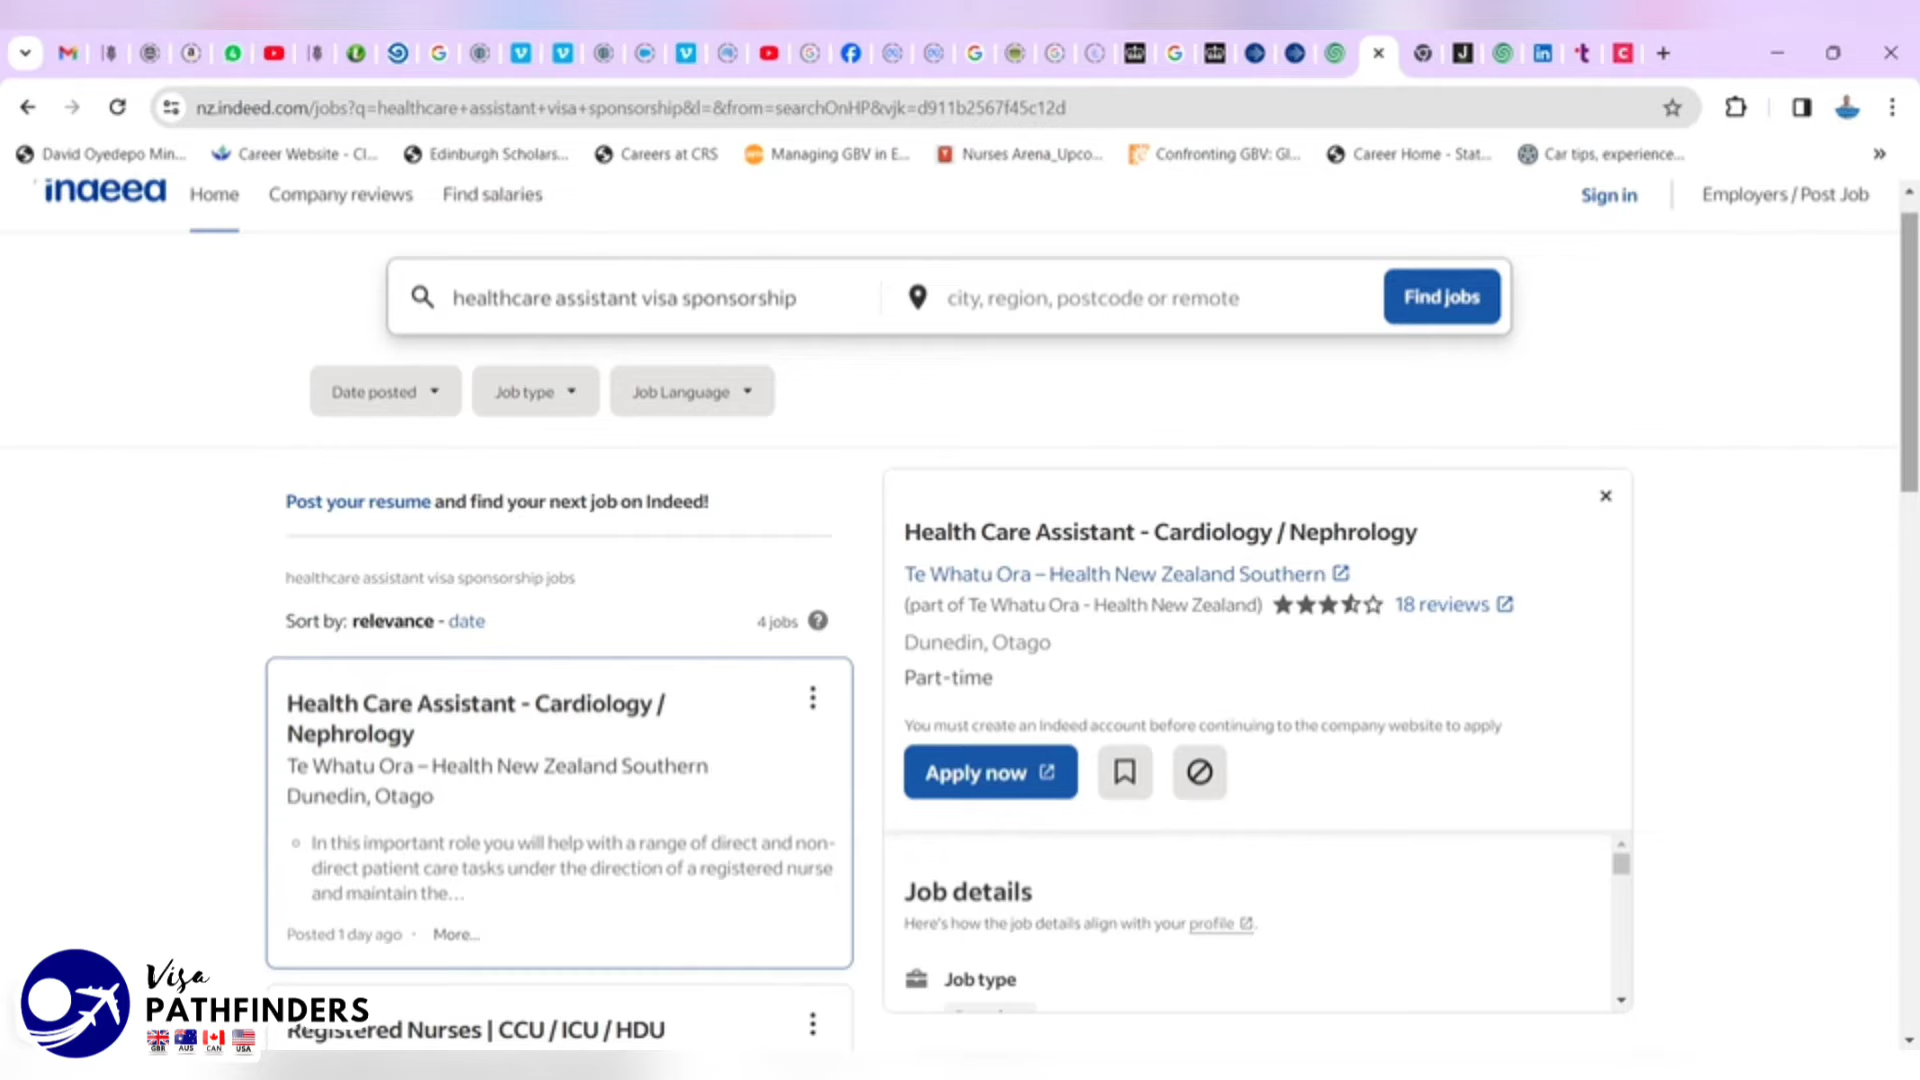 nz.indeed.com/jobs?q=healthcare+assistant+visa+sponsorship&l=&from=searchOnHP&vjk=d911b2567f45c12d
David Oyedepo Min...
Career Website - Cl...
Edinburgh Scholars...
Careers at CRS
Managing GBV in E...
Nurses Arena_Upco...
Confronting GBV: Gl...
Career Home - Stat...
Car tips, experience...
indeed
Home
Company reviews
Find salaries
Sign in
Employers / Post Job
healthcare assistant visa sponsorship
city, region, postcode or remote
Find jobs
Date posted
Job type
Job Language
Post your resume and find your next job on Indeed!
healthcare assistant visa sponsorship jobs
Sort by: relevance - date
4 jobs
Health Care Assistant - Cardiology /
Nephrology
Te Whatu Ora – Health New Zealand Southern
Dunedin, Otago
In this important role you will help with a range of direct and non-
direct patient care tasks under the direction of a registered nurse
and maintain the...
Posted 1 day ago · More...
Registered Nurses | CCU / ICU / HDU
Health Care Assistant - Cardiology / Nephrology
Te Whatu Ora – Health New Zealand Southern
(part of Te Whatu Ora - Health New Zealand)
18 reviews
Dunedin, Otago
Part-time
You must create an Indeed account before continuing to the company website to apply
Apply now
Job details
Here's how the job details align with your profile.
Job type
Visa
PATHFINDERS
GBR AUS CAN USA